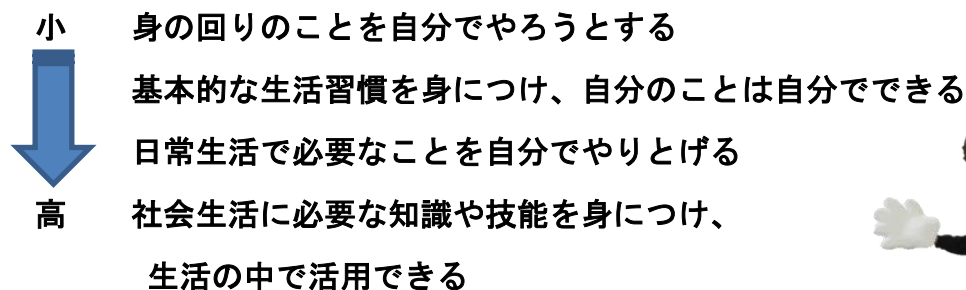 小 身の回りのことを自分でやろうとする
基本的な生活習慣を身につけ、自分のことは自分でできる
日常生活で必要なことを自分でやりとげる
高 社会生活に必要な知識や技能を身につけ、
生活の中で活用できる